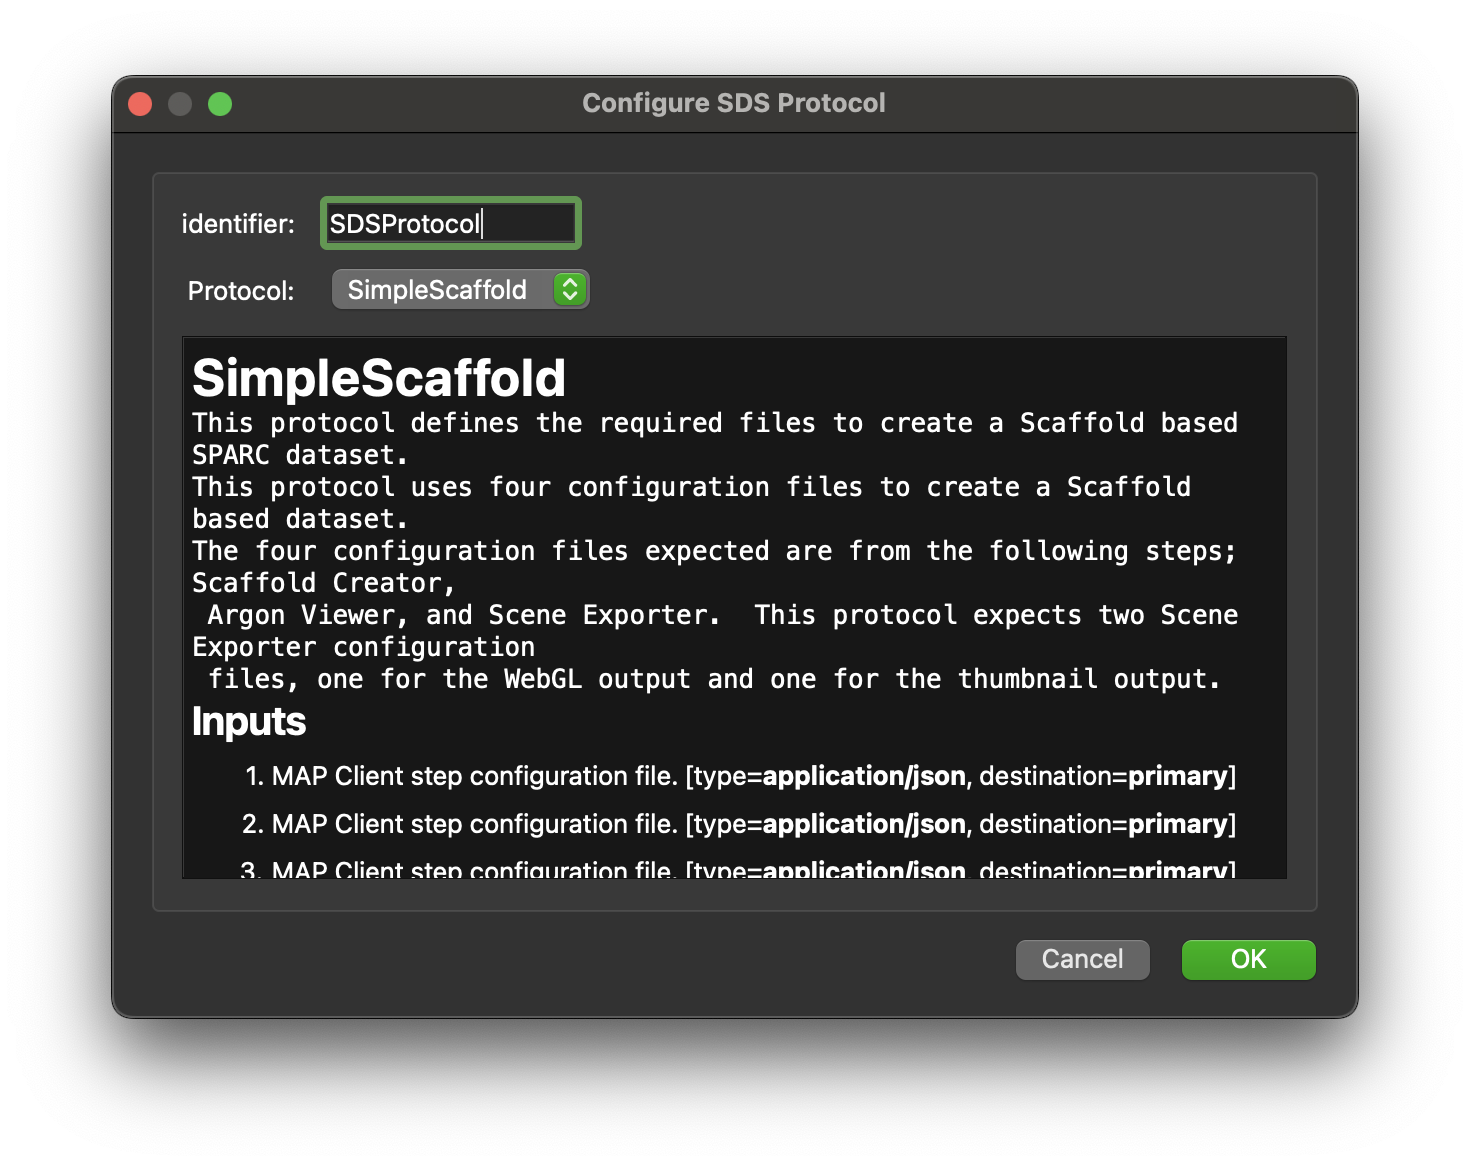 Configure SDS Protocol
identifier: SDSProtocol
Protocol: SimpleScaffold
SimpleScaffold
This protocol defines the required files to create a Scaffold based
SPARC dataset.
This protocol uses four configuration files to create a Scaffold
based dataset.
The four configuration files expected are from the following steps;
Scaffold Creator,
Argon Viewer, and Scene Exporter.  This protocol expects two Scene
Exporter configuration
files, one for the WebGL output and one for the thumbnail output.
Inputs
1. MAP Client step configuration file. [type=application/json, destination=primary]
2. MAP Client step configuration file. [type=application/json, destination=primary]
3. MAP Client step configuration file. [type=application/json, destination=primary]
Cancel
OK